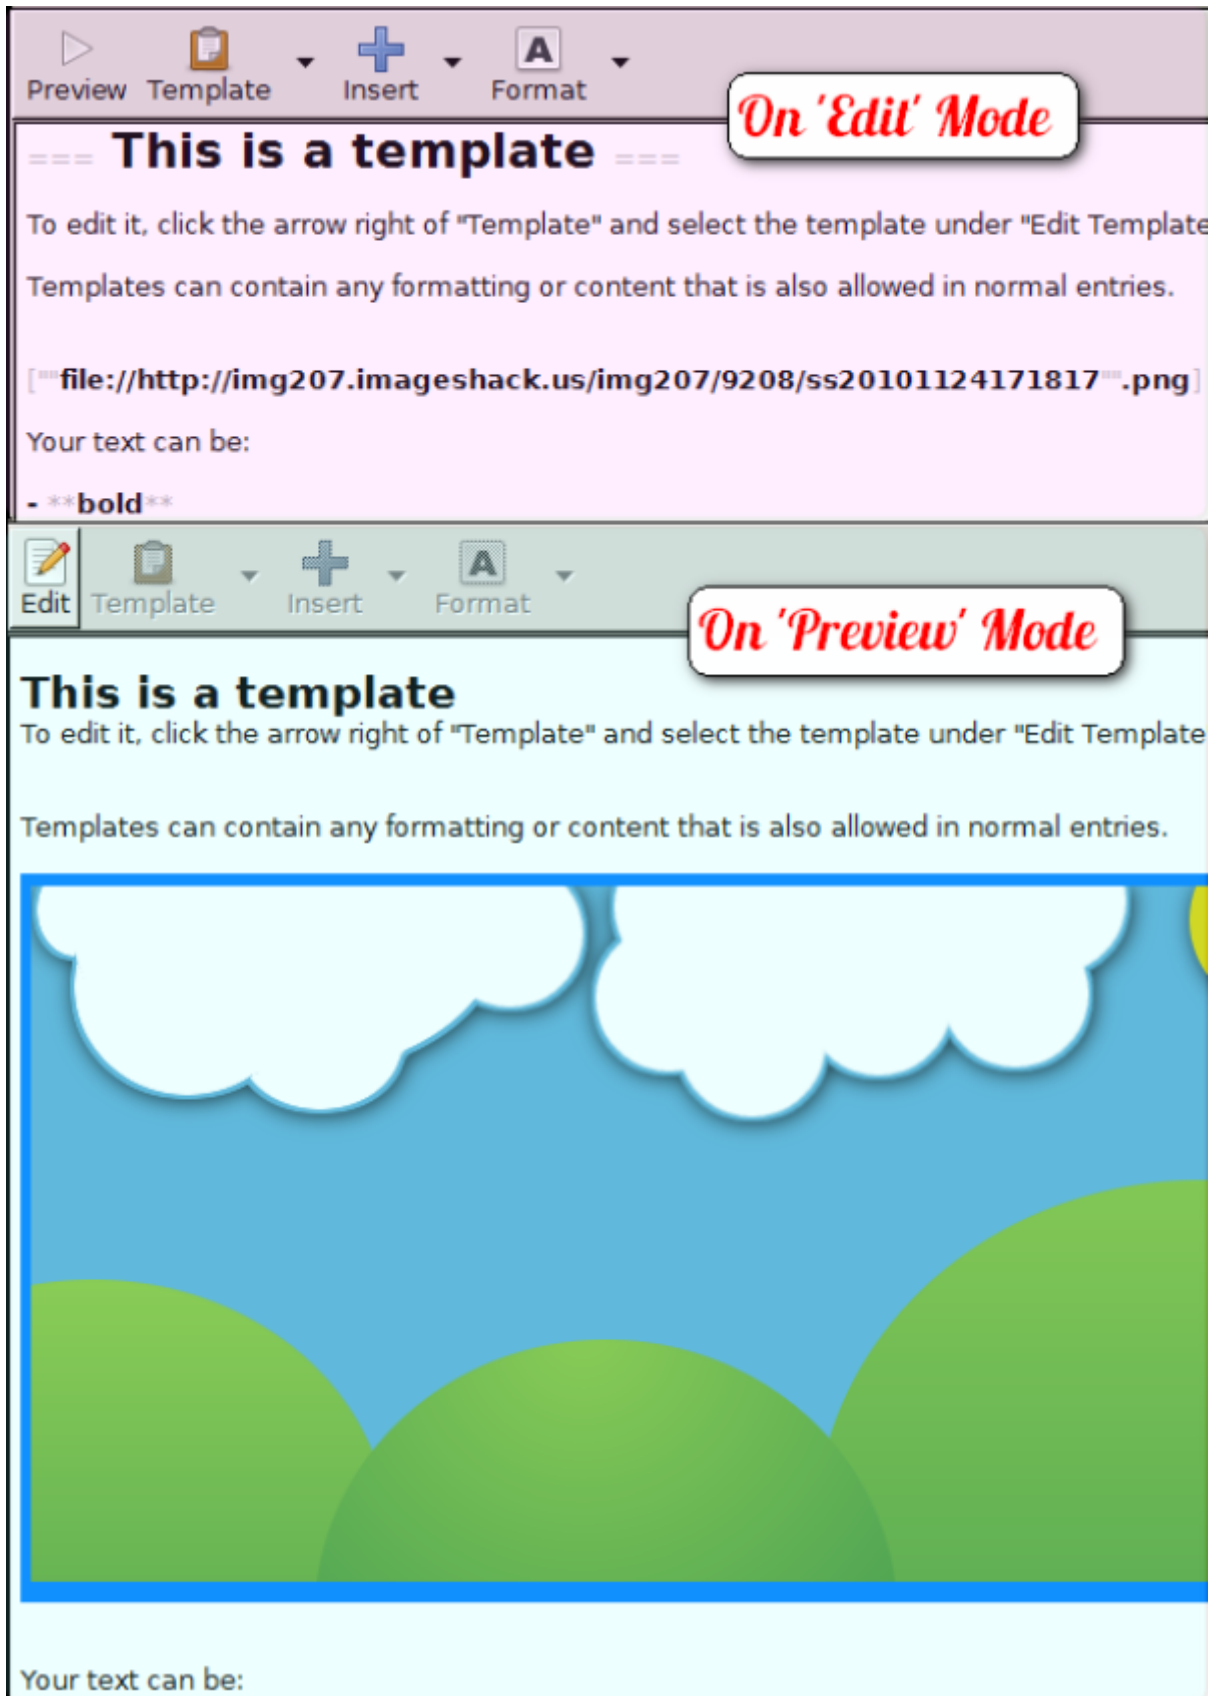 Preview Template Insert Format
On 'Edit' Mode
=== This is a template ===
To edit it, click the arrow right of "Template" and select the template under "Edit Template
Templates can contain any formatting or content that is also allowed in normal entries.
[""file://http://img207.imageshack.us/img207/9208/ss20101124171817"".png]
Your text can be:
- **bold**
Edit Template Insert Format
On 'Preview' Mode
This is a template
To edit it, click the arrow right of "Template" and select the template under "Edit Template
Templates can contain any formatting or content that is also allowed in normal entries.
Your text can be: